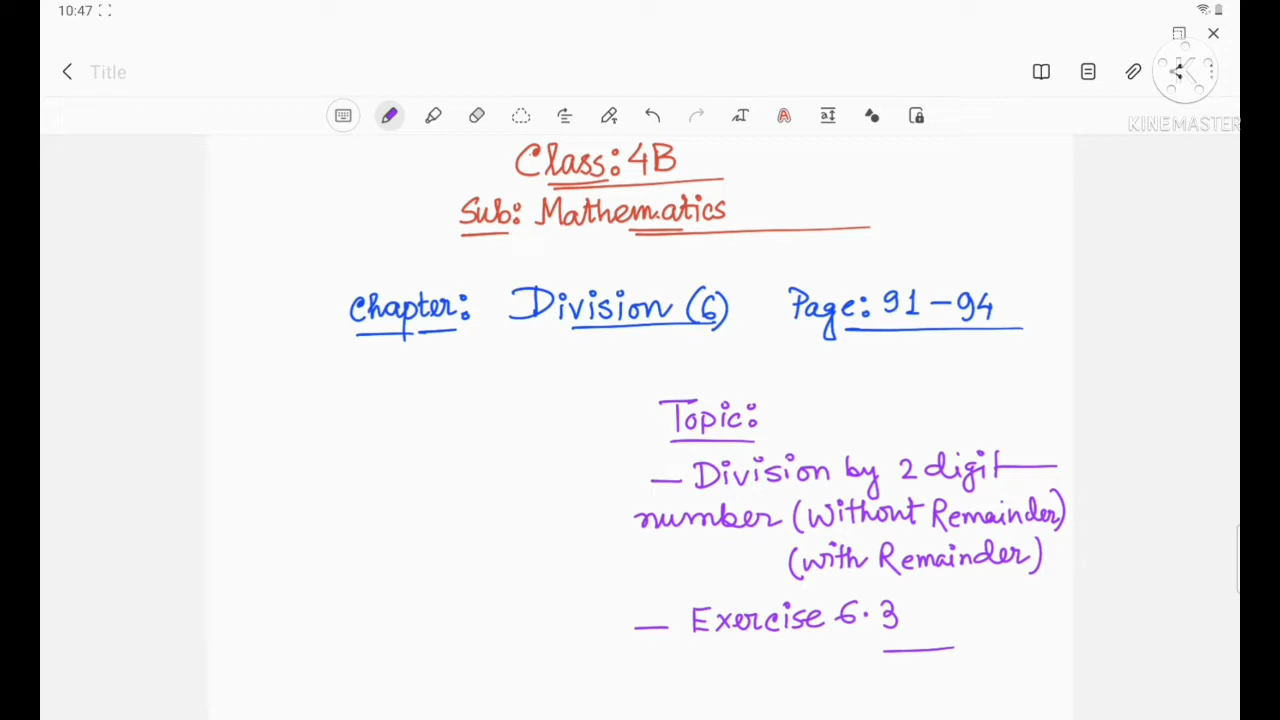 10:47
Title
KINEMASTER
Class: 4B
Sub: Mathematics
Chapter: Division (6) Page: 91-94
Topic:
— Division by 2 digit
number (without Remainder)
(with Remainder)
— Exercise 6.3